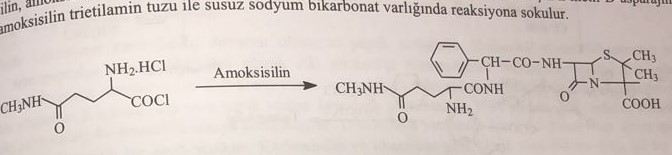 amoksisilin trietilamin tuzu ile susuz sodyum bikarbonat varlığında reaksiyona sokulur.
NH₂.HCl
CH₃NH
COCl
O
Amoksisilin
CH₃NH
O
CONH
NH₂
CH-CO-NH
S
CH₃
CH₃
N
O
COOH